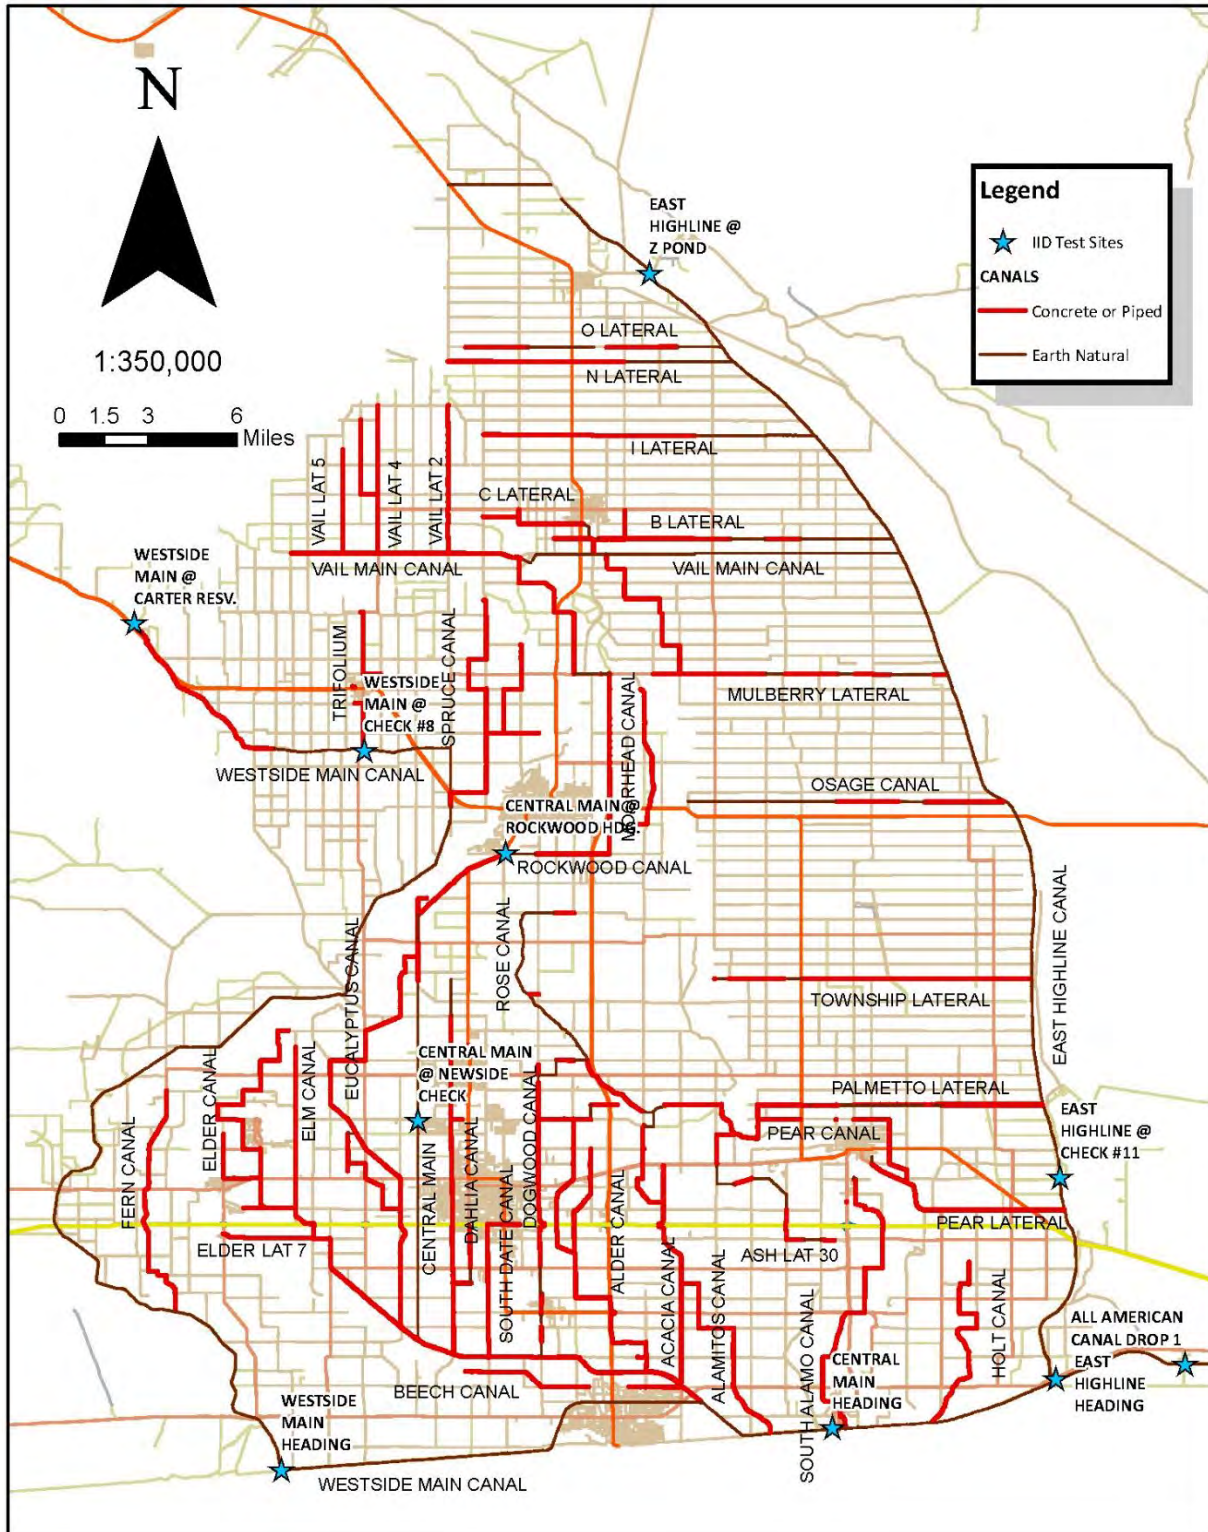 N
1:350,000
0 1.5 3 6
Miles
Legend
IID Test Sites
CANALS
Concrete or Piped
Earth Natural
EAST
HIGHLINE @
Z POND
O LATERAL
N LATERAL
I LATERAL
VAIL LAT 5
VAIL LAT 4
VAIL LAT 2
C LATERAL
B LATERAL
VAIL MAIN CANAL
VAIL MAIN CANAL
WESTSIDE
MAIN @
CARTER RESV.
TRIFOLIUM
WESTSIDE
MAIN @
CHECK #8
SPRUCE CANAL
MOORHEAD CANAL
MULBERRY LATERAL
WESTSIDE MAIN CANAL
OSAGE CANAL
CENTRAL MAIN @
ROCKWOOD HDG.
ROCKWOOD CANAL
EAST HIGHLINE CANAL
EUCALYPTUS CANAL
ROSE CANAL
TOWNSHIP LATERAL
CENTRAL MAIN
@ NEWSIDE
CHECK
PALMETTO LATERAL
PEAR CANAL
EAST
HIGHLINE @
CHECK #11
FERN CANAL
ELDER CANAL
ELM CANAL
CENTRAL MAIN
DAHLIA CANAL
SOUTH DATE CANAL
DOGWOOD CANAL
ALDER CANAL
ACACIA CANAL
ALAMITOS CANAL
PEAR LATERAL
ELDER LAT 7
ASH LAT 30
SOUTH ALAMO CANAL
HOLT CANAL
ALL AMERICAN
CANAL DROP 1
EAST
HIGHLINE
HEADING
CENTRAL
MAIN
HEADING
BEECH CANAL
WESTSIDE
MAIN
HEADING
WESTSIDE MAIN CANAL